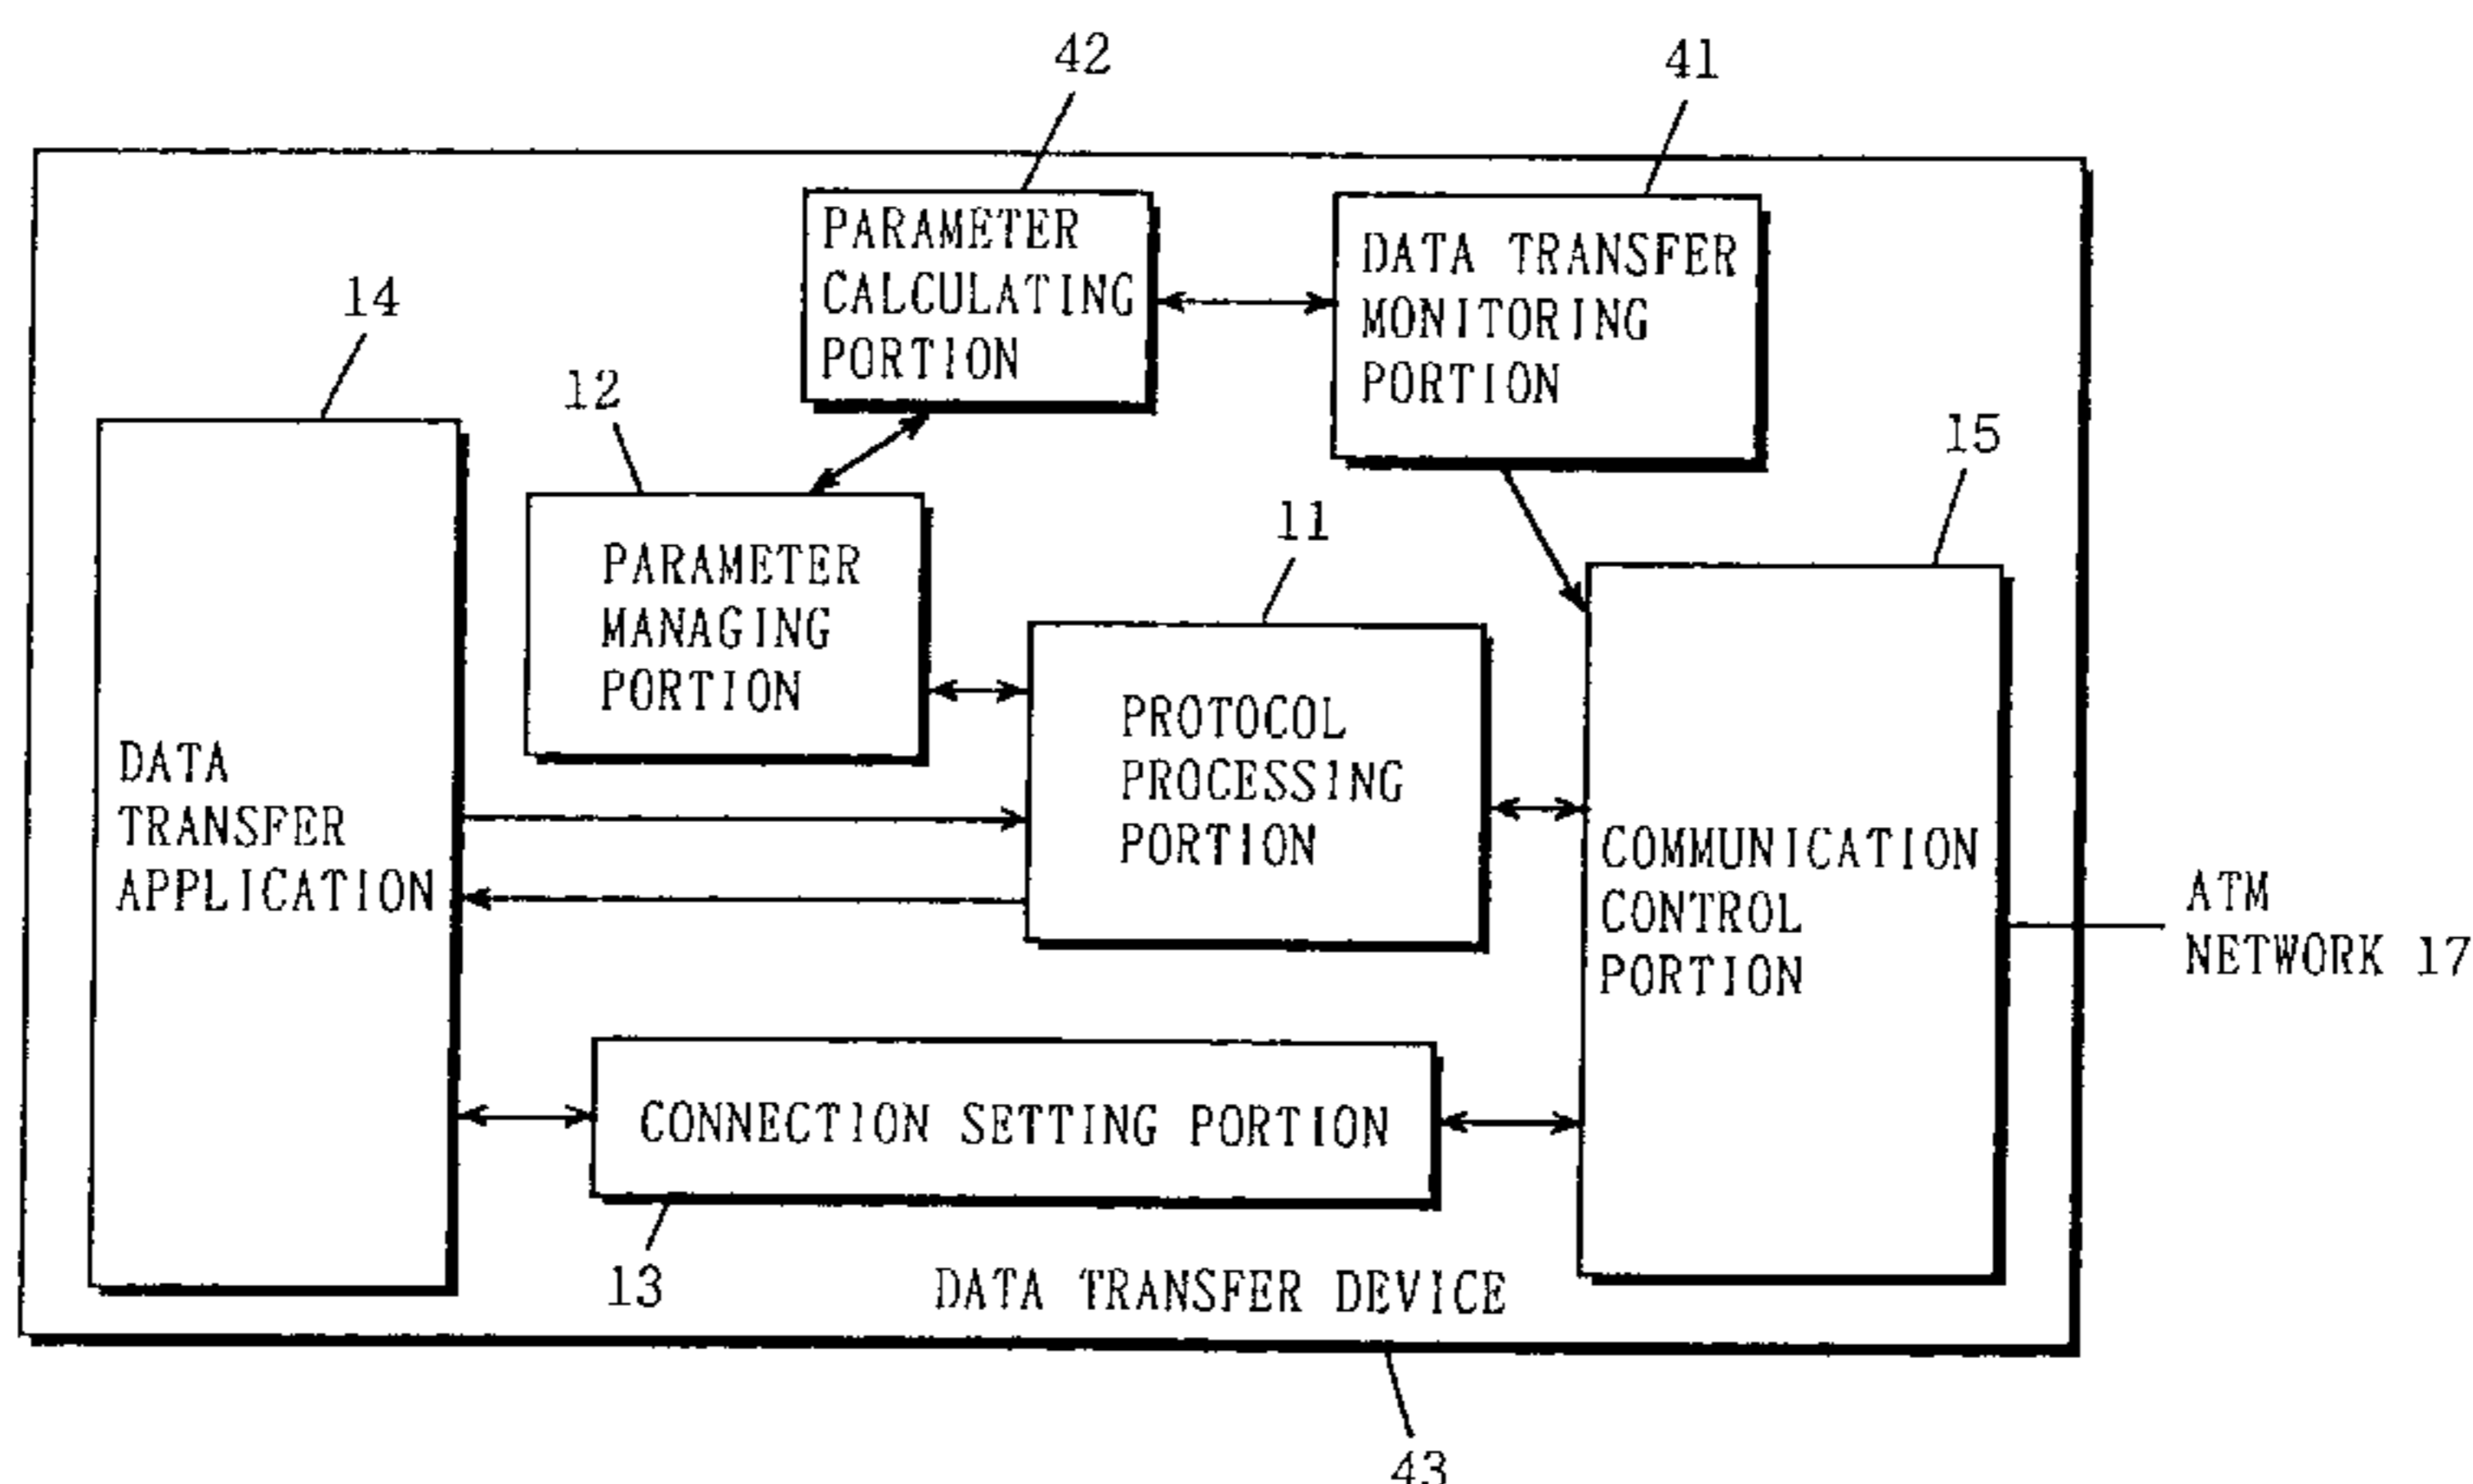 42
41
PARAMETER
CALCULATING
PORTION
DATA TRANSFER
MONITORING
PORTION
14
12
15
PARAMETER
MANAGING
PORTION
11
PROTOCOL
PROCESSING
PORTION
DATA
TRANSFER
APPLICATION
COMMUNICATION
CONTROL
PORTION
ATM
NETWORK 17
CONNECTION SETTING PORTION
13
DATA TRANSFER DEVICE
43